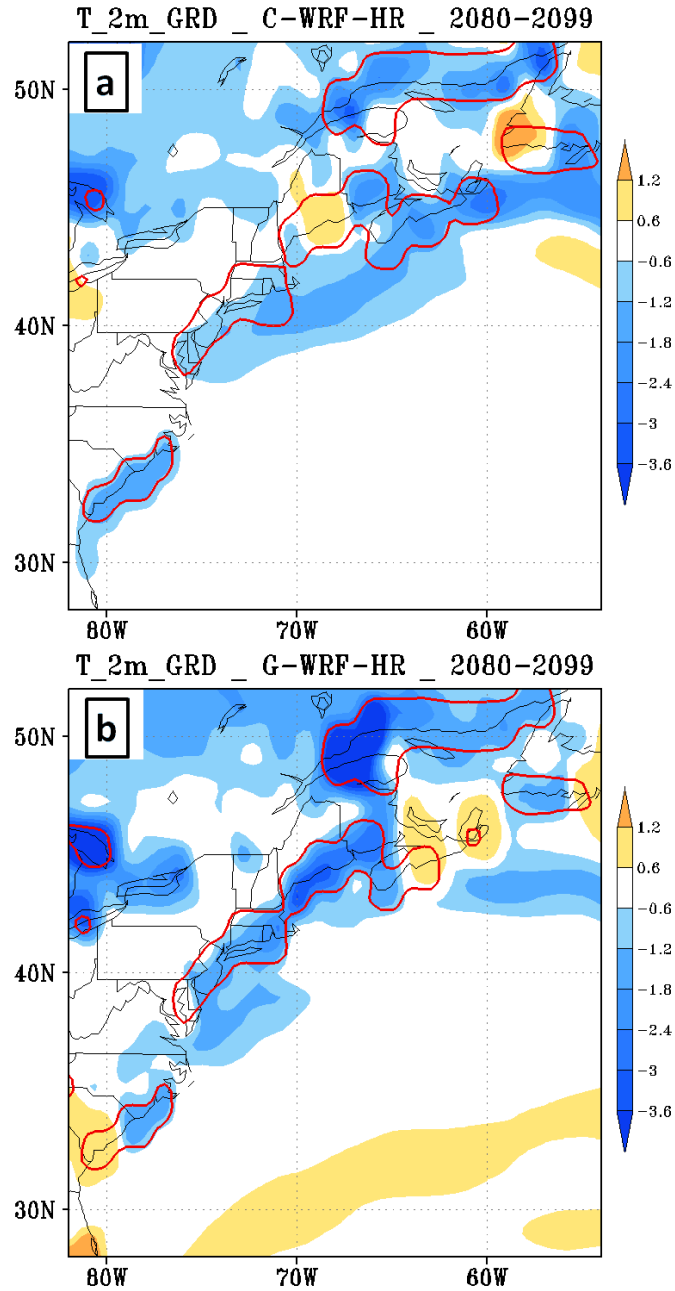 T_2m_GRD _ C-WRF-HR _ 2080-2099
a
50N
40N
30N
80W
70W
60W
1.2
0.6
-0.6
-1.2
-1.8
-2.4
-3
-3.6
T_2m_GRD _ G-WRF-HR _ 2080-2099
b
50N
40N
30N
80W
70W
60W
1.2
0.6
-0.6
-1.2
-1.8
-2.4
-3
-3.6